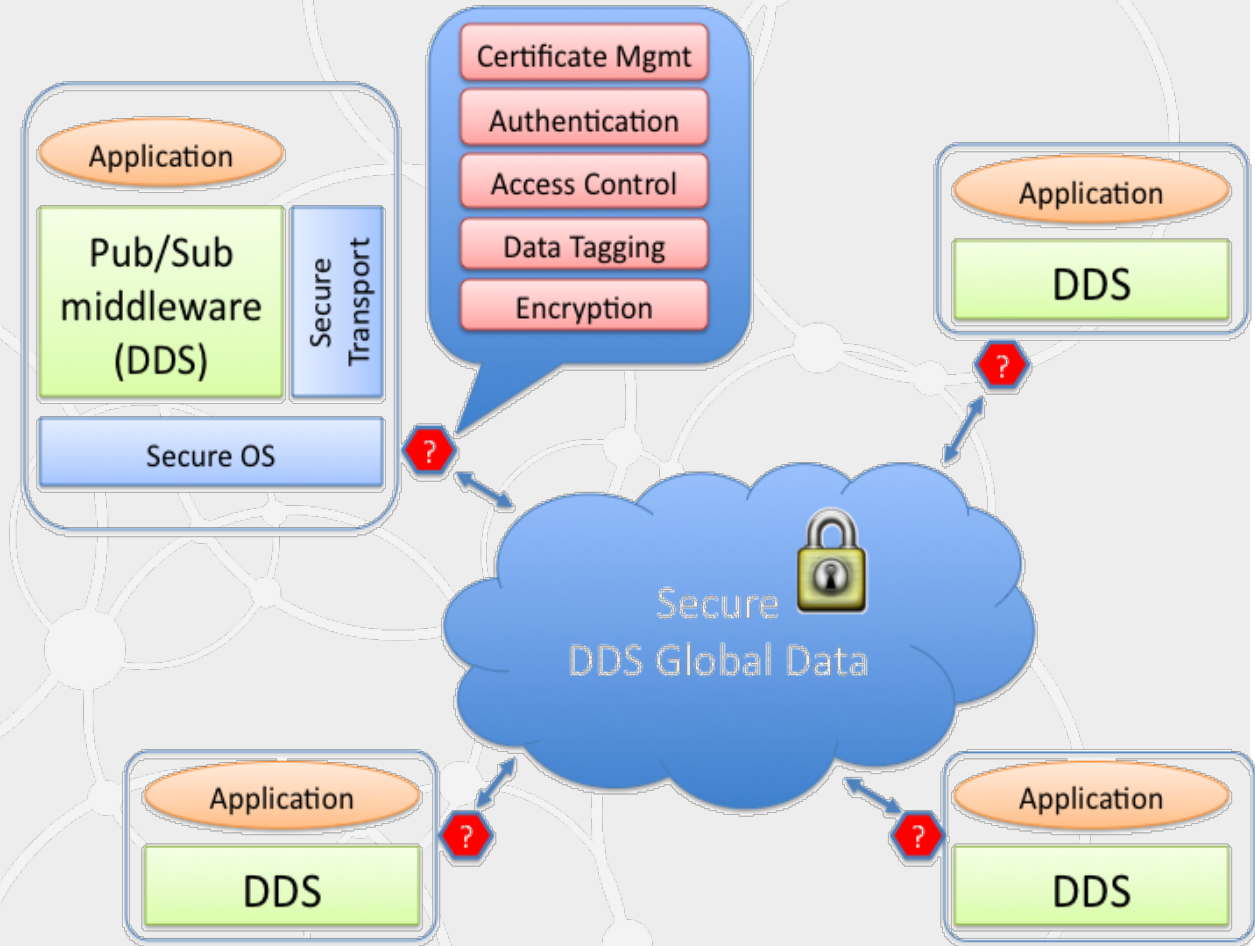 Certificate Mgmt
Authentication
Access Control
Data Tagging
Encryption
Application
Pub/Sub
middleware
(DDS)
Secure
Transport
Secure OS
?
Application
DDS
?
Secure
DDS Global Data
Application
DDS
?
Application
DDS
?